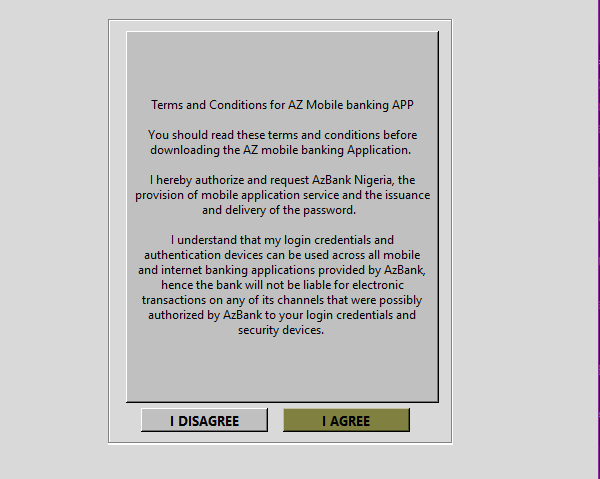 Terms and Conditions for AZ Mobile banking APP
You should read these terms and conditions before
downloading the AZ mobile banking Application.
I hereby authorize and request AzBank Nigeria, the
provision of mobile application service and the issuance
and delivery of the password.
I understand that my login credentials and
authentication devices can be used across all mobile
and internet banking applications provided by AzBank,
hence the bank will not be liable for electronic
transactions on any of its channels that were possibly
authorized by AzBank to your login credentials and
security devices.
I DISAGREE
I AGREE